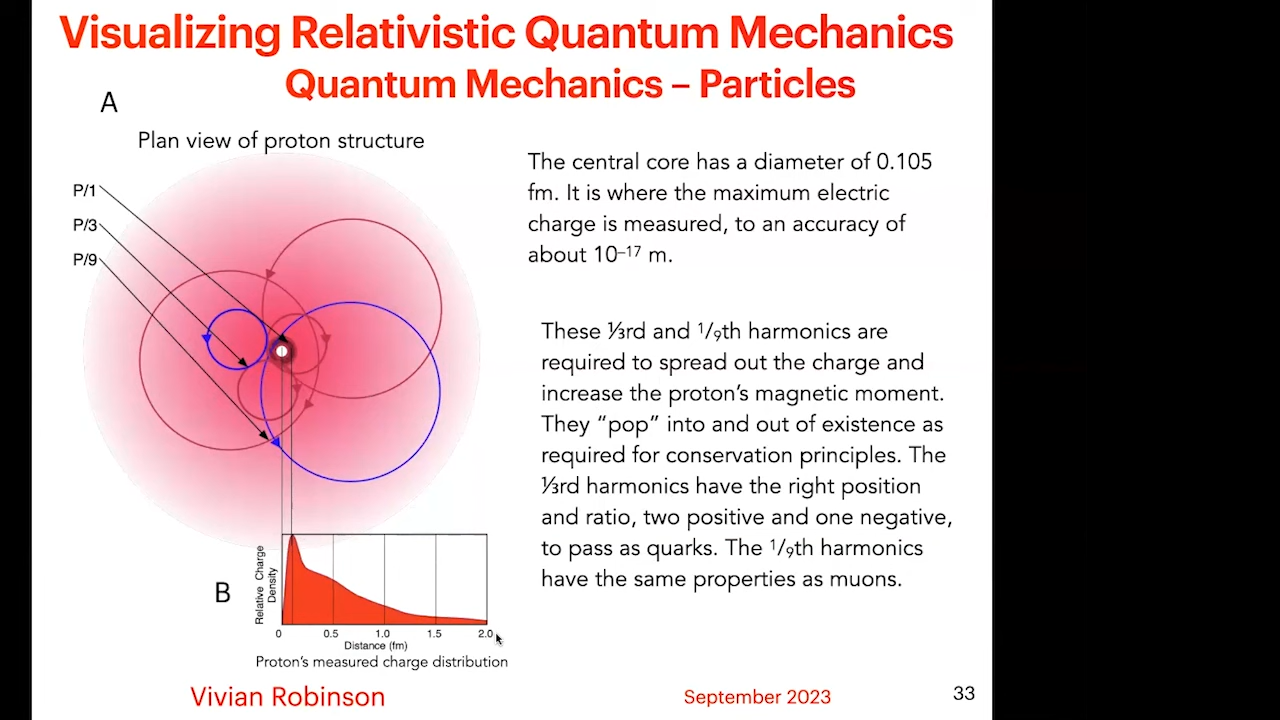 Visualizing Relativistic Quantum Mechanics
Quantum Mechanics – Particles
A
Plan view of proton structure
P/1
P/3
P/9
The central core has a diameter of 0.105
fm. It is where the maximum electric
charge is measured, to an accuracy of
about 10⁻¹⁷ m.
These ⅓rd and ¹/₉th harmonics are
required to spread out the charge and
increase the proton’s magnetic moment.
They “pop” into and out of existence as
required for conservation principles. The
⅓rd harmonics have the right position
and ratio, two positive and one negative,
to pass as quarks. The ¹/₉th harmonics
have the same properties as muons.
B
Relative Charge
Density
0 0.5 1.0 1.5 2.0
Distance (fm)
Proton’s measured charge distribution
Vivian Robinson
September 2023
33